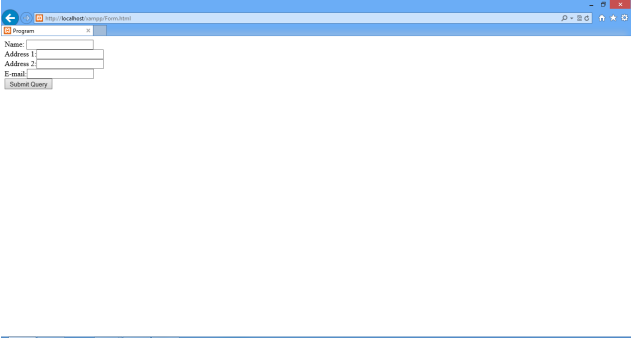 http://localhost/xampp/Form.html
Program
Name:
Address 1:
Address 2:
E-mail:
Submit Query